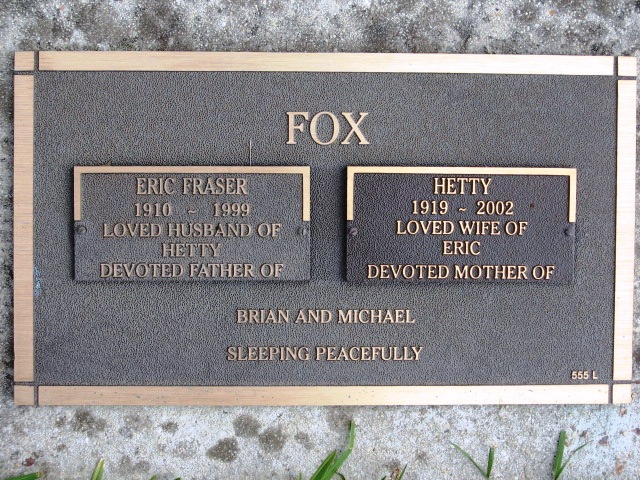 FOX
ERIC FRASER
1910 ~ 1999
LOVED HUSBAND OF
HETTY
DEVOTED FATHER OF
HETTY
1919 ~ 2002
LOVED WIFE OF
ERIC
DEVOTED MOTHER OF
BRIAN AND MICHAEL
SLEEPING PEACEFULLY
555 L